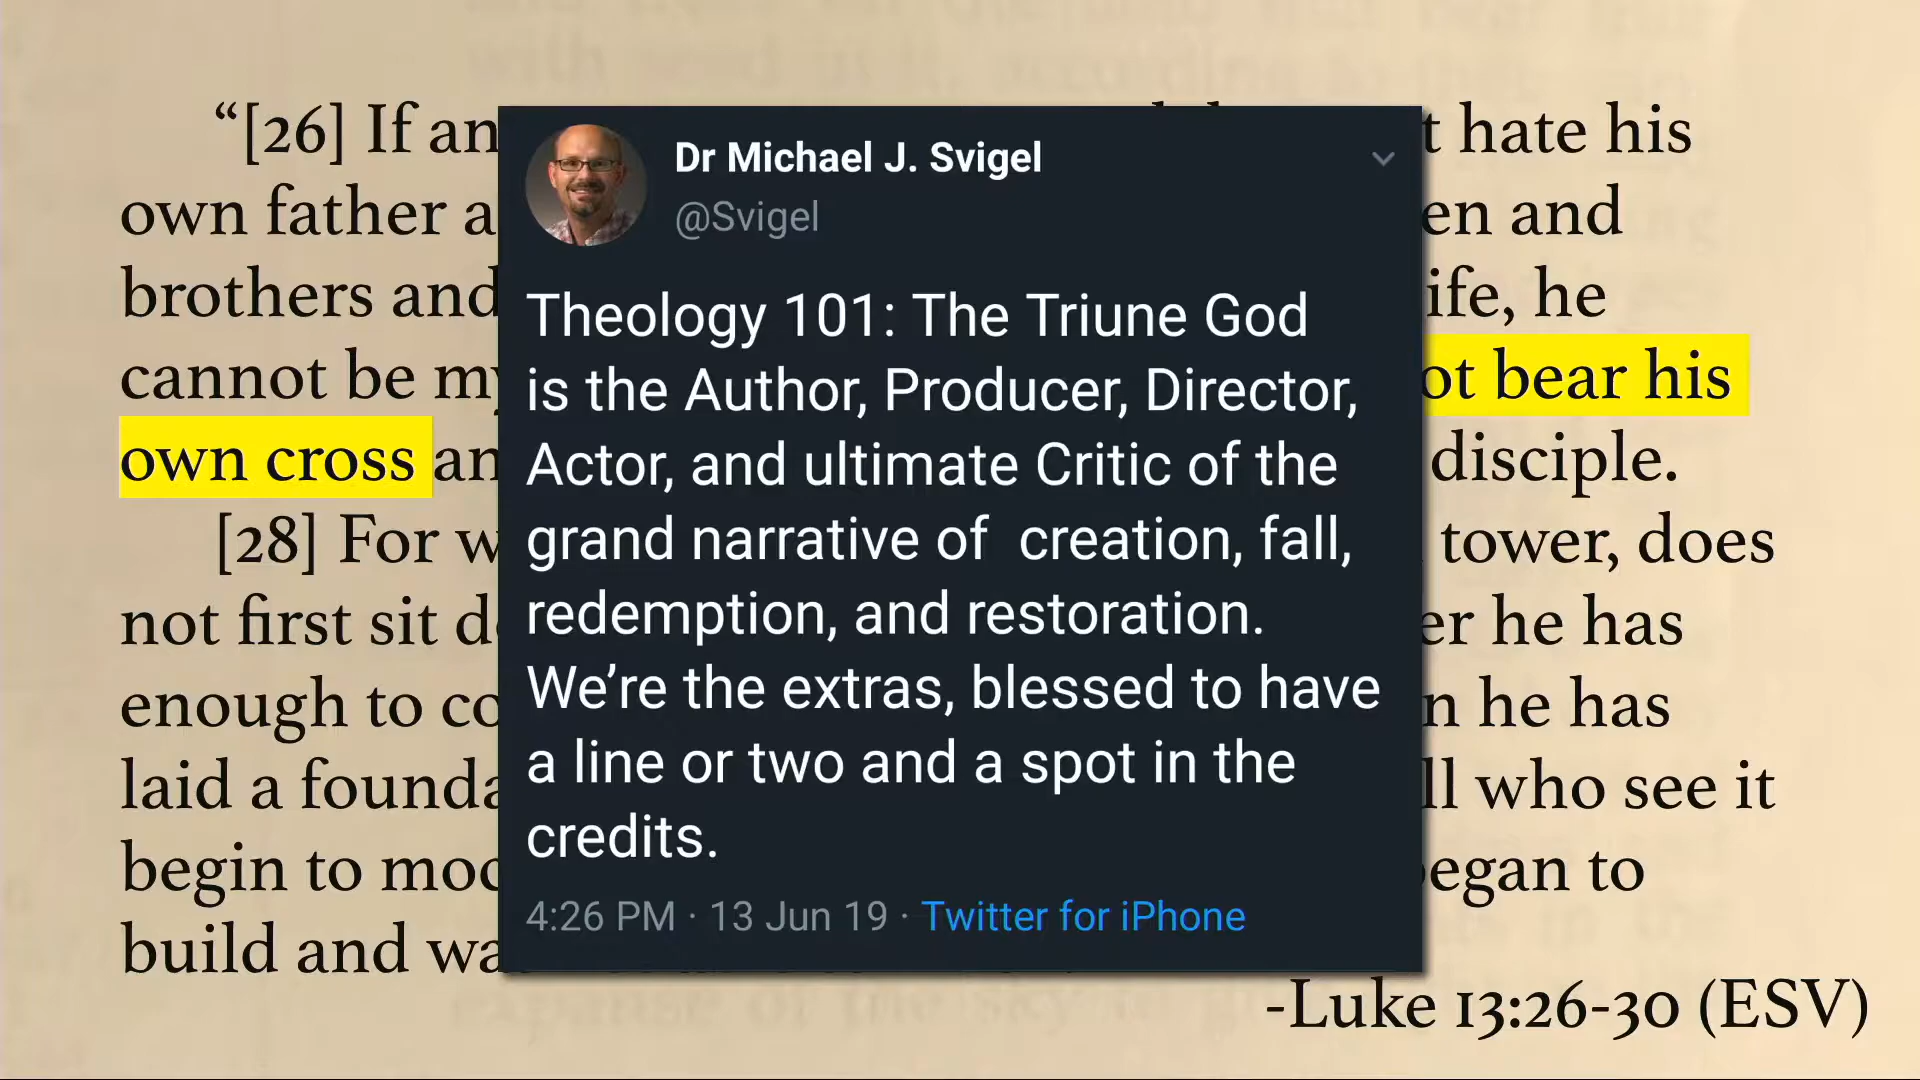 “[26] If an
t hate his
own father a
en and
brothers and
ife, he
cannot be my
ot bear his
own cross an
disciple.
[28] For w
tower, does
not first sit d
er he has
enough to co
n he has
laid a founda
ll who see it
begin to moc
egan to
build and wa
Dr Michael J. Svigel
@Svigel
Theology 101: The Triune God
is the Author, Producer, Director,
Actor, and ultimate Critic of the
grand narrative of  creation, fall,
redemption, and restoration.
We’re the extras, blessed to have
a line or two and a spot in the
credits.
4:26 PM · 13 Jun 19 · Twitter for iPhone
-Luke 13:26-30 (ESV)